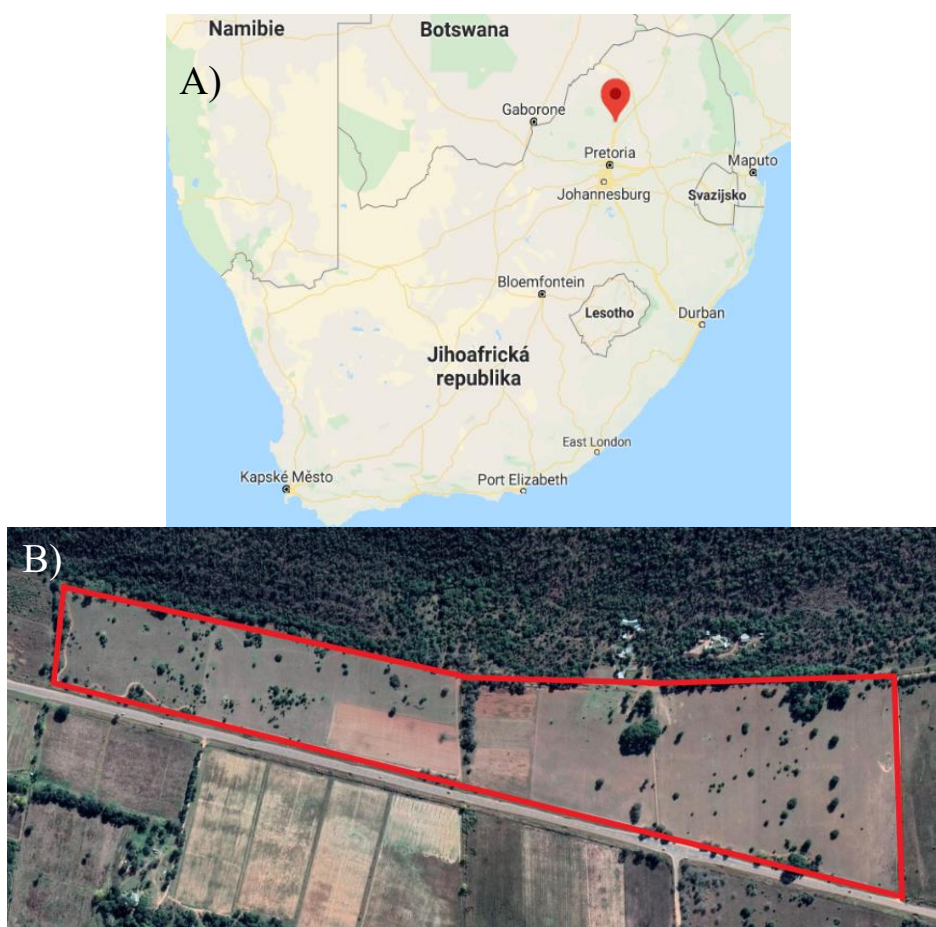 Namibie
Botswana
A)
Gaborone
Pretoria
Maputo
Johannesburg
Svazijsko
Bloemfontein
Lesotho
Durban
Jihoafrická
republika
East London
Kapské Město
Port Elizabeth
B)